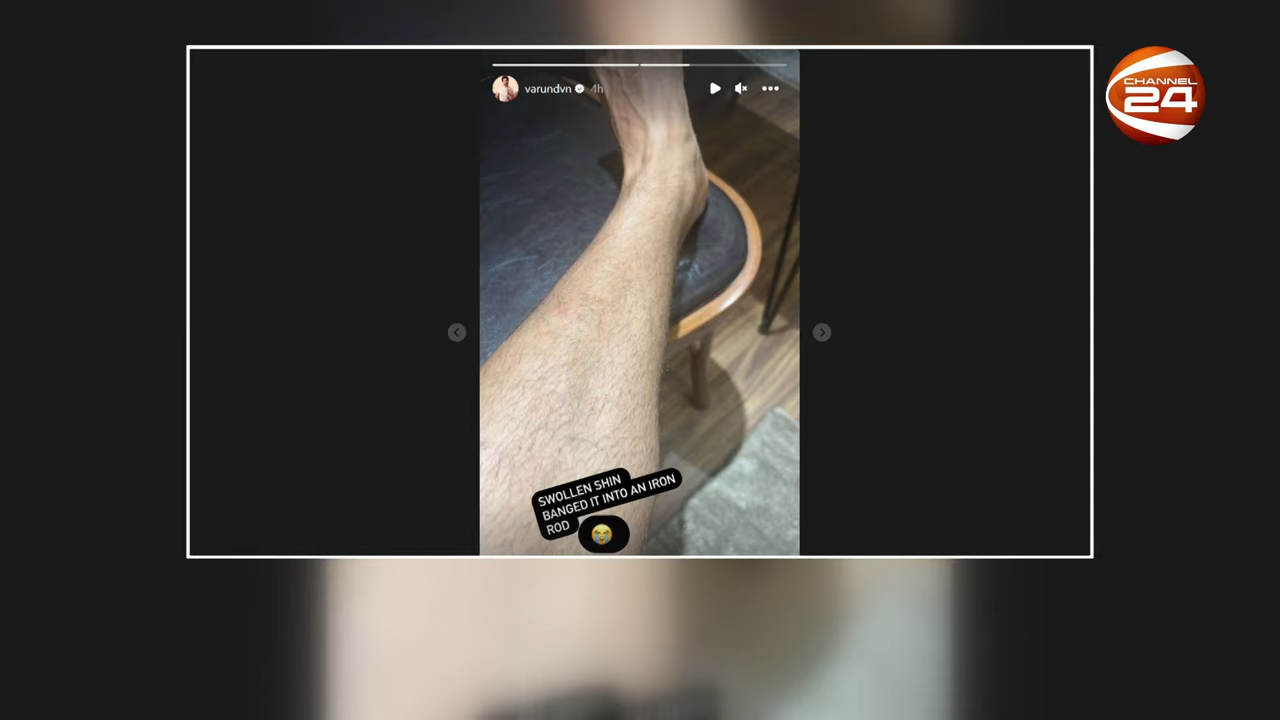 CHANNEL
24
varundvn 4h
SWOLLEN SHIN
BANGED IT INTO AN IRON
ROD